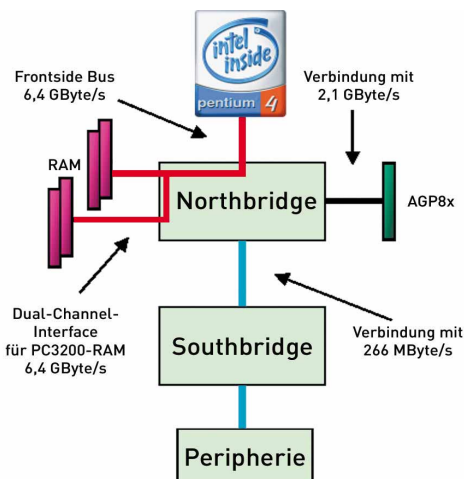 intel
inside
pentium 4
Frontside Bus
6,4 GByte/s
Verbindung mit
2,1 GByte/s
RAM
Northbridge
AGP8x
Dual-Channel-
Interface
für PC3200-RAM
6,4 GByte/s
Southbridge
Verbindung mit
266 MByte/s
Peripherie